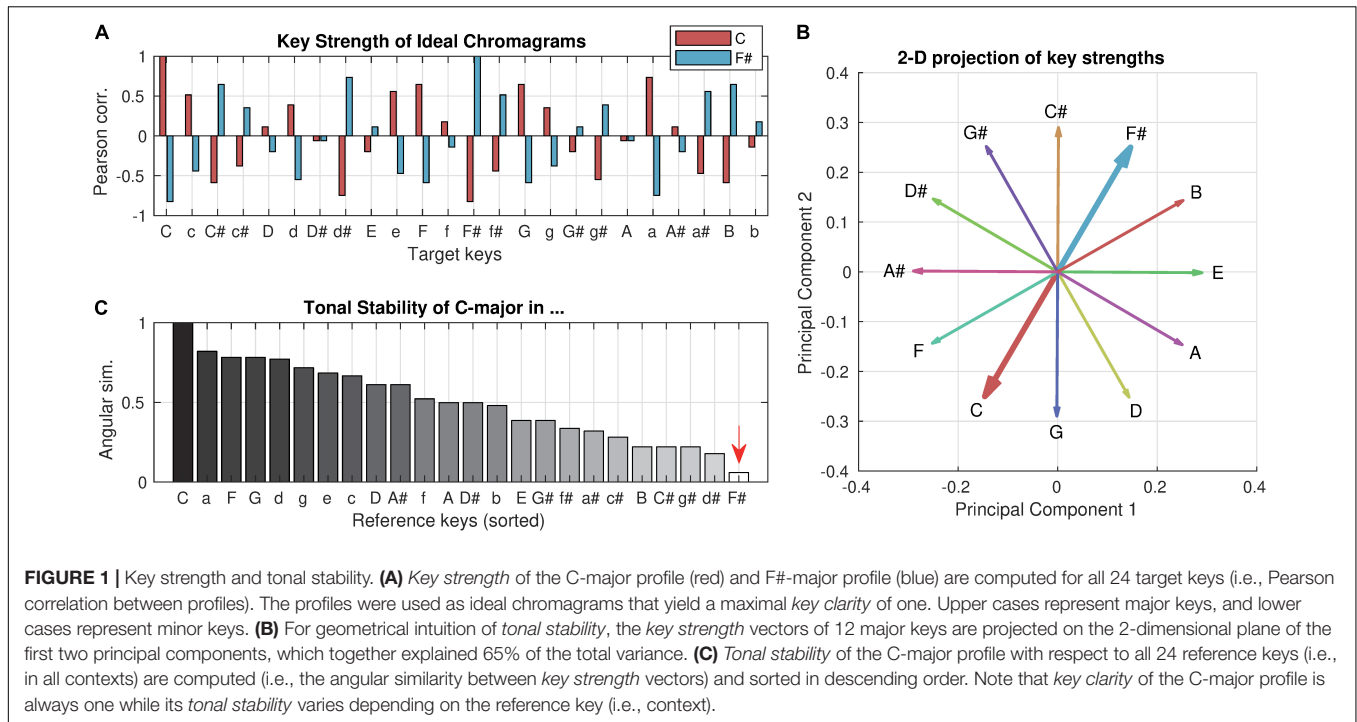 A
Key Strength of Ideal Chromagrams
C
F#
1
0.5
0
-0.5
-1
Pearson corr.
C c C# c# D d D# d# E e F f F# f# G g G# g# A a A# a# B b
Target keys
C
Tonal Stability of C-major in ...
1
0.5
0
Angular sim.
C a F G d g e c D A# f A D# b E G# f# a# c# B C# g# d# F#
Reference keys (sorted)
B
2-D projection of key strengths
0.4
0.3
0.2
0.1
0
-0.1
-0.2
-0.3
-0.4
Principal Component 2
C#
G#
F#
D#
B
A#
E
F
A
C
D
G
-0.4 -0.2 0 0.2 0.4
Principal Component 1
FIGURE 1 | Key strength and tonal stability. (A) Key strength of the C-major profile (red) and F#-major profile (blue) are computed for all 24 target keys (i.e., Pearson
correlation between profiles). The profiles were used as ideal chromagrams that yield a maximal key clarity of one. Upper cases represent major keys, and lower
cases represent minor keys. (B) For geometrical intuition of tonal stability, the key strength vectors of 12 major keys are projected on the 2-dimensional plane of the
first two principal components, which together explained 65% of the total variance. (C) Tonal stability of the C-major profile with respect to all 24 reference keys (i.e.,
in all contexts) are computed (i.e., the angular similarity between key strength vectors) and sorted in descending order. Note that key clarity of the C-major profile is
always one while its tonal stability varies depending on the reference key (i.e., context).